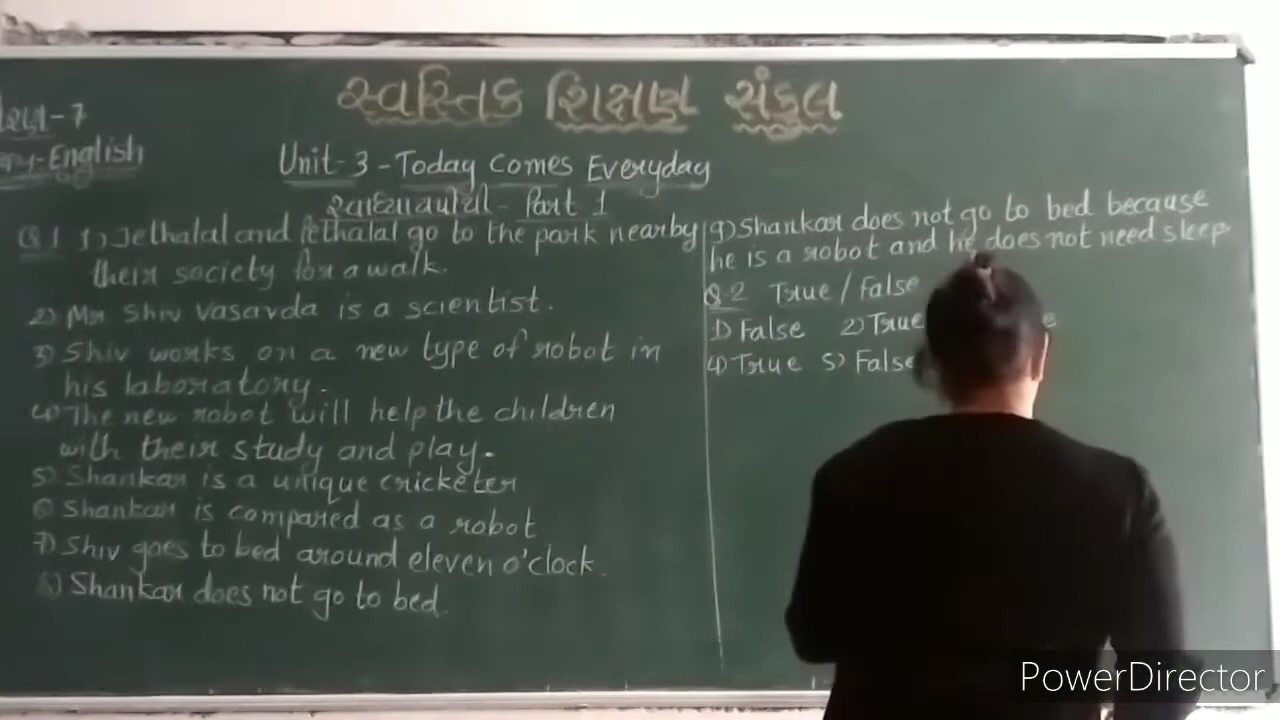 સ્વસ્તિક શિક્ષણ સંકુલ
-7
-English
Unit-3-Today Comes Everyday
સ્વાધ્યાયપોથી - Part 1
Q1 1) Jethalal and Pethalal go to the park nearby
their society for a walk.
2) Mr Shiv Vasavda is a scientist.
3) Shiv works on a new type of robot in
his laboratory.
4) The new robot will help the children
with their study and play.
5) Shankar is a unique cricketer
6) Shankar is compared as a robot
7) Shiv goes to bed around eleven o'clock.
8) Shankar does not go to bed.
9) Shankar does not go to bed because
he is a robot and he does not need sleep.
Q-2 True / False
1) False 2) True
4) True 5) False
PowerDirector